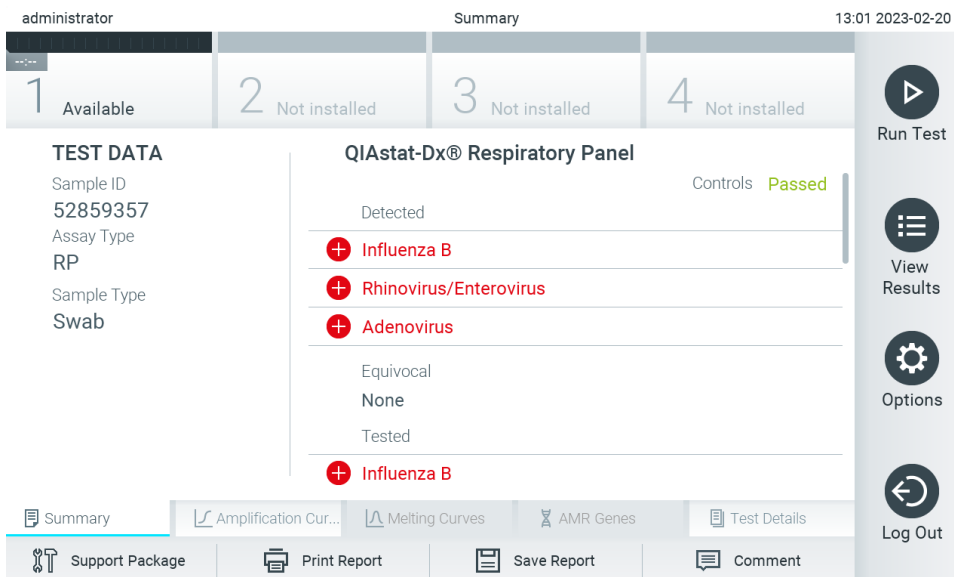 administrator Summary 13:01 2023-02-20
--:--
1 Available 2 Not installed 3 Not installed 4 Not installed
Run Test
TEST DATA
Sample ID
52859357
Assay Type
RP
Sample Type
Swab
QIAstat-Dx® Respiratory Panel
Controls Passed
Detected
Influenza B
Rhinovirus/Enterovirus
Adenovirus
Equivocal
None
Tested
Influenza B
View
Results
Options
Log Out
Summary Amplification Cur... Melting Curves AMR Genes Test Details
Support Package Print Report Save Report Comment